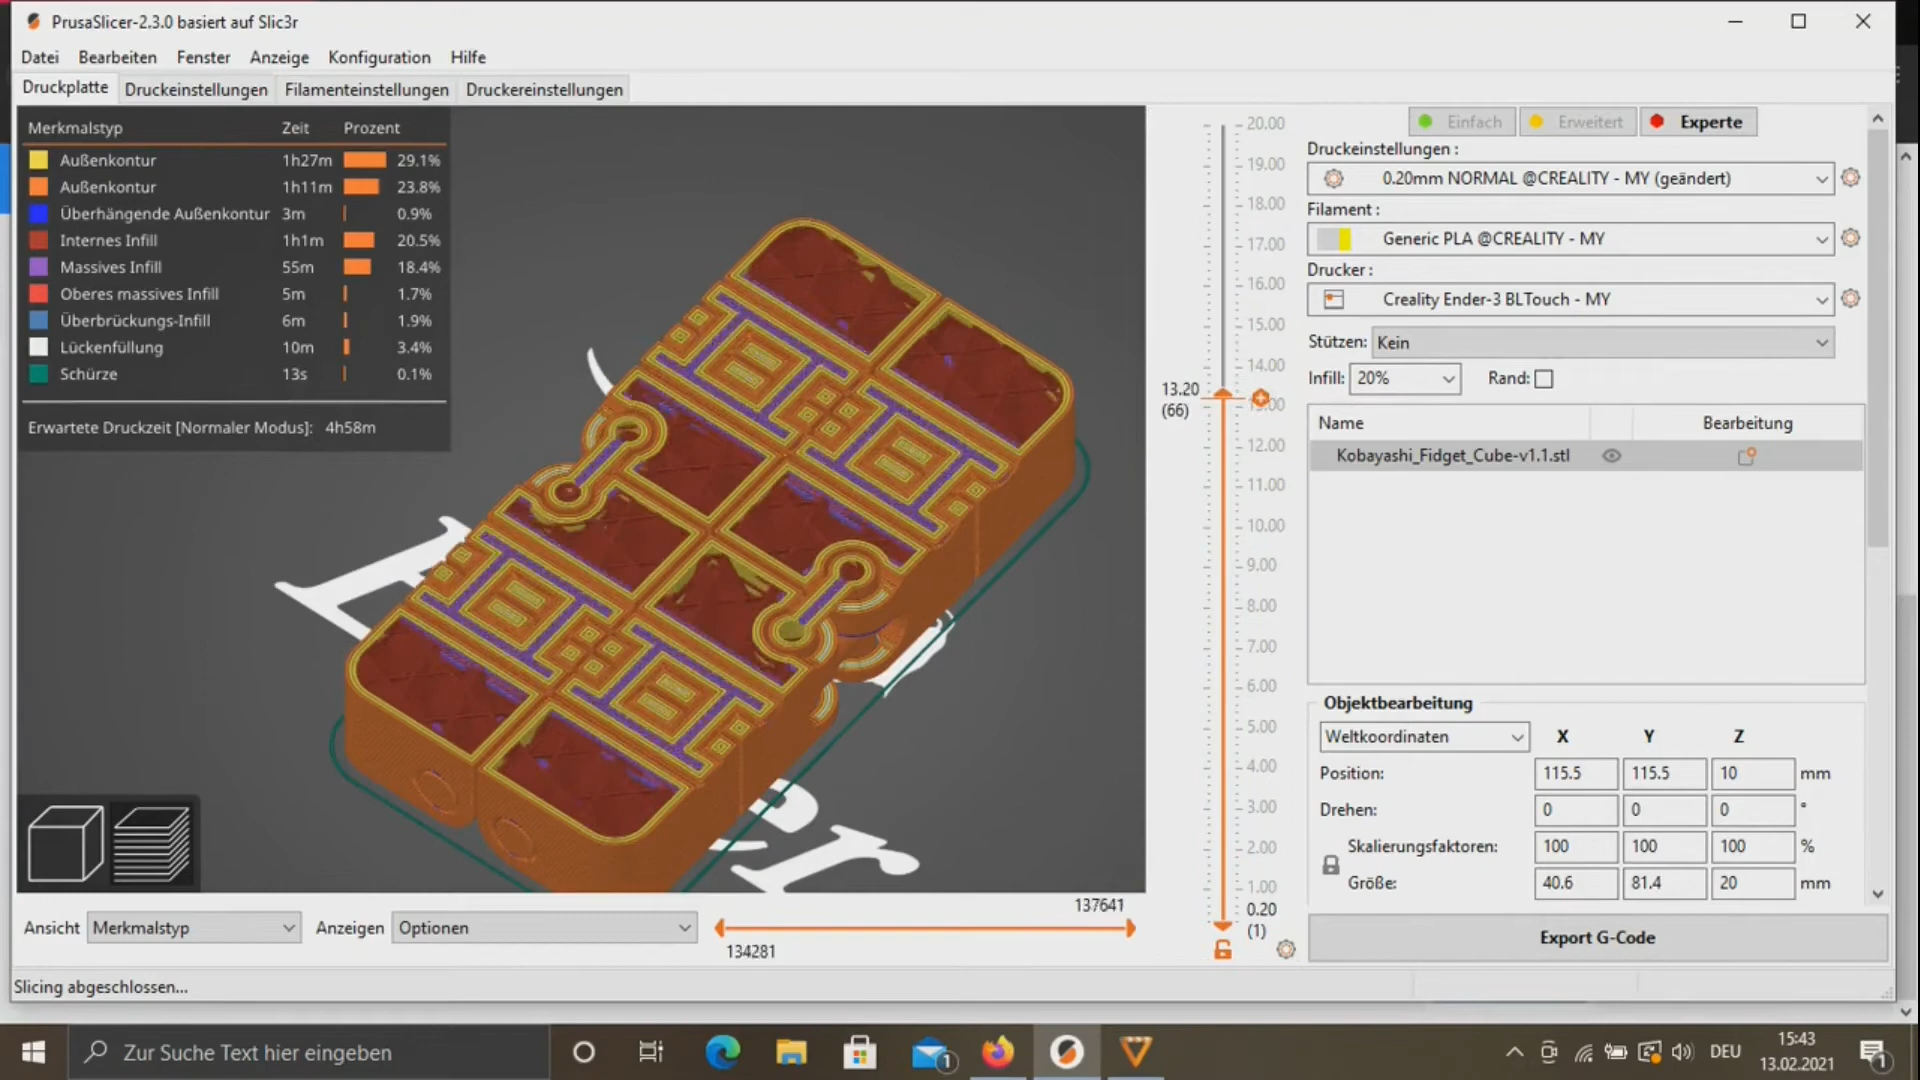 PrusaSlicer-2.3.0 basiert auf Slic3r
Datei Bearbeiten Fenster Anzeige Konfiguration Hilfe
Druckplatte Druckeinstellungen Filamenteinstellungen Druckereinstellungen
Merkmalstyp Zeit Prozent
Außenkontur 1h27m 29.1%
Außenkontur 1h11m 23.8%
Überhängende Außenkontur 3m 0.9%
Internes Infill 1h1m 20.5%
Massives Infill 55m 18.4%
Oberes massives Infill 5m 1.7%
Überbrückungs-Infill 6m 1.9%
Lückenfüllung 10m 3.4%
Schürze 13s 0.1%
Erwartete Druckzeit [Normaler Modus]: 4h58m
20.00
19.00
18.00
17.00
16.00
15.00
14.00
13.20
(66)
13.00
12.00
11.00
10.00
9.00
8.00
7.00
6.00
5.00
4.00
3.00
2.00
1.00
0.20
(1)
Einfach Erweitert Experte
Druckeinstellungen :
0.20mm NORMAL @CREALITY - MY (geändert)
Filament :
Generic PLA @CREALITY - MY
Drucker :
Creality Ender-3 BLTouch - MY
Stützen: Kein
Infill: 20% Rand:
Name Bearbeitung
Kobayashi_Fidget_Cube-v1.1.stl
Objektbearbeitung
Weltkoordinaten X Y Z
Position: 115.5 115.5 10 mm
Drehen: 0 0 0 °
Skalierungsfaktoren: 100 100 100 %
Größe: 40.6 81.4 20 mm
Export G-Code
Ansicht Merkmalstyp Anzeigen Optionen
137641
134281
Slicing abgeschlossen...
Zur Suche Text hier eingeben
1
DEU
15:43
13.02.2021
1